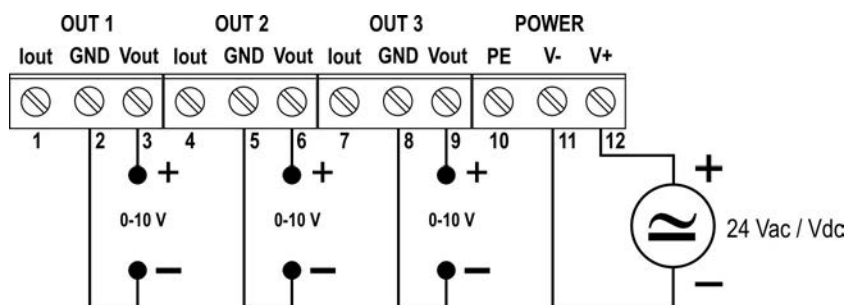 OUT 1 OUT 2 OUT 3 POWER
Iout GND Vout Iout GND Vout Iout GND Vout PE V- V+
1 2 3 4 5 6 7 8 9 10 11 12
+ + + +
0-10 V 0-10 V 0-10 V 24 Vac / Vdc
− − − −